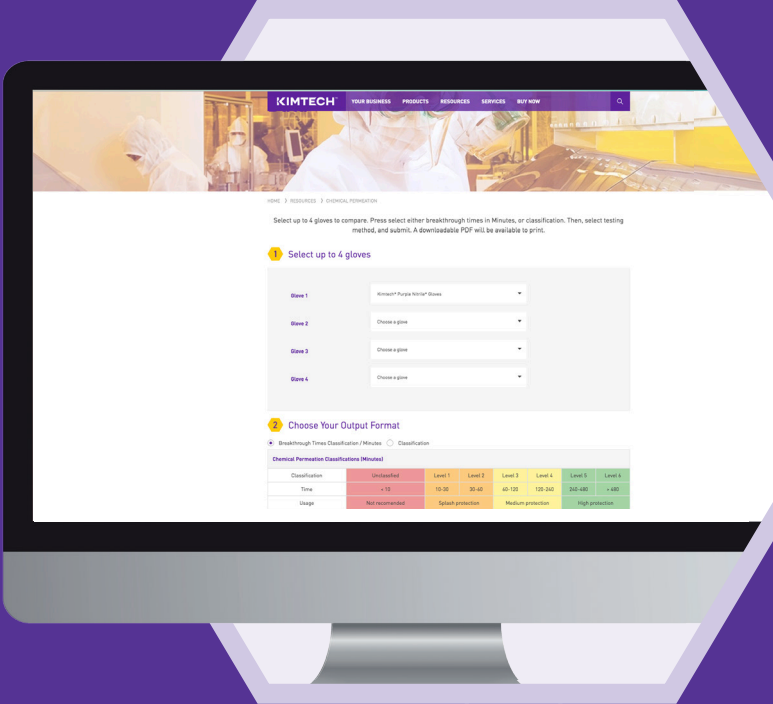 KIMTECH™ YOUR BUSINESS PRODUCTS RESOURCES SERVICES BUY NOW
HOME > RESOURCES > CHEMICAL PERMEATION
Select up to 4 gloves to compare. Press select either breakthrough times in Minutes, or classification. Then, select testing
method, and submit. A downloadable PDF will be available to print.
1 Select up to 4 gloves
Glove 1 Kimtech® Purple Nitrile® Gloves
Glove 2 Choose a glove
Glove 3 Choose a glove
Glove 4 Choose a glove
2 Choose Your Output Format
Breakthrough Times Classification / Minutes Classification
Chemical Permeation Classifications (Minutes)
Classification Unclassified Level 1 Level 2 Level 3 Level 4 Level 5 Level 6
Time < 10 10-30 30-60 60-120 120-240 240-480 > 480
Usage Not recomended Splash protection Medium protection High protection